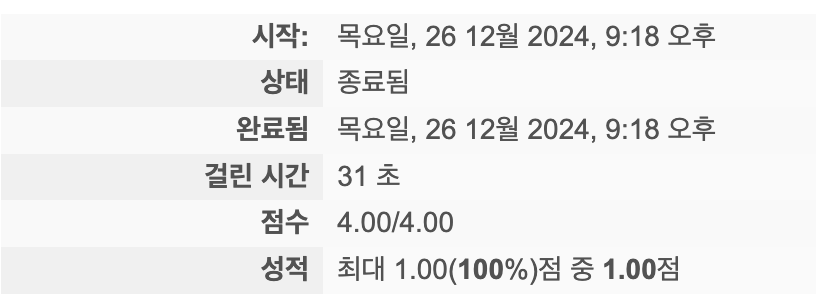 시작: 목요일, 26 12월 2024, 9:18 오후
상태 종료됨
완료됨 목요일, 26 12월 2024, 9:18 오후
걸린 시간 31 초
점수 4.00/4.00
성적 최대 1.00(100%)점 중 1.00점